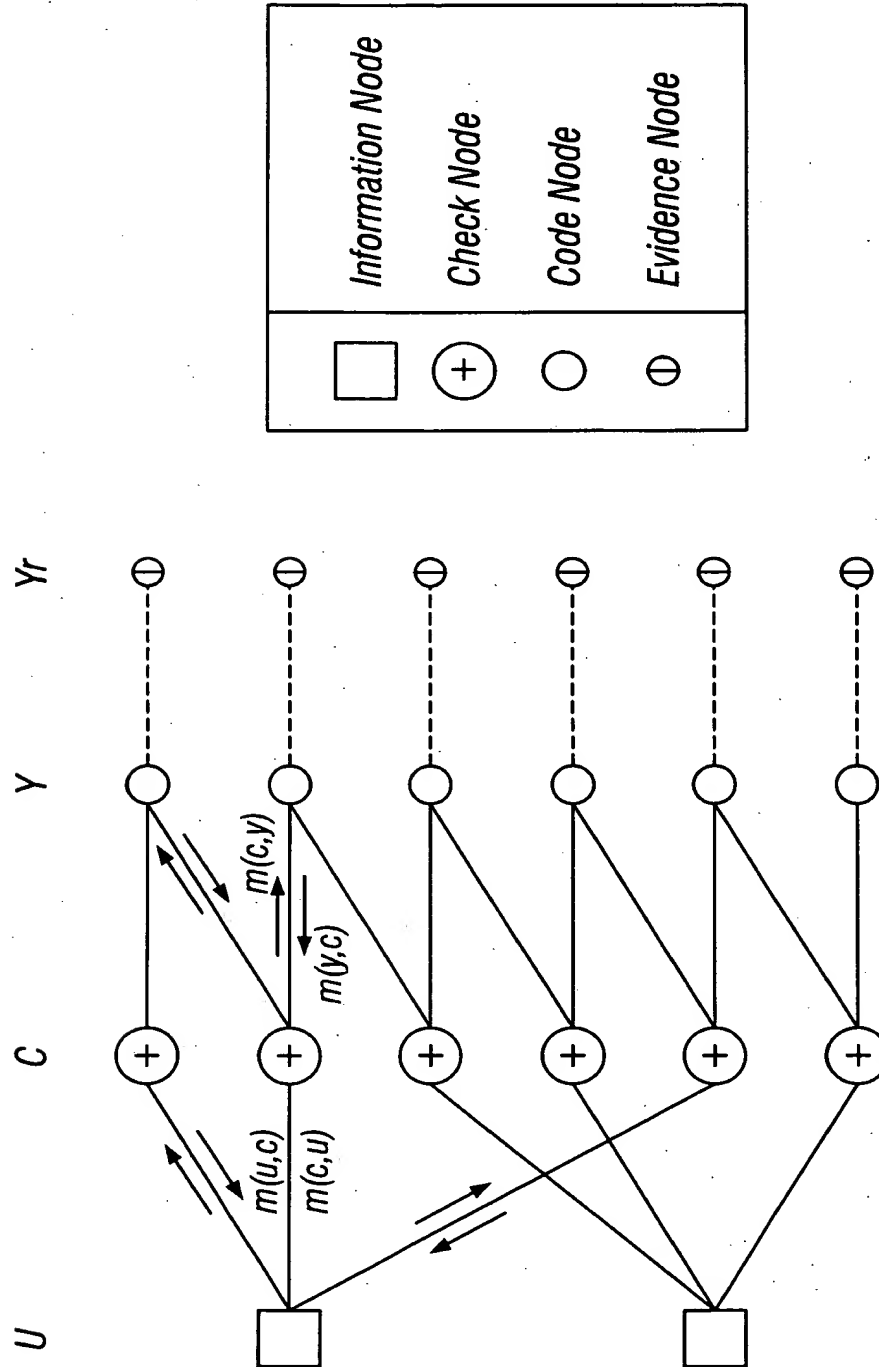 U
C
Y
Yr
m(u,c)
m(c,u)
m(c,y)
m(y,c)
+
+
+
+
+
+
Information Node
+ Check Node
Code Node
Evidence Node